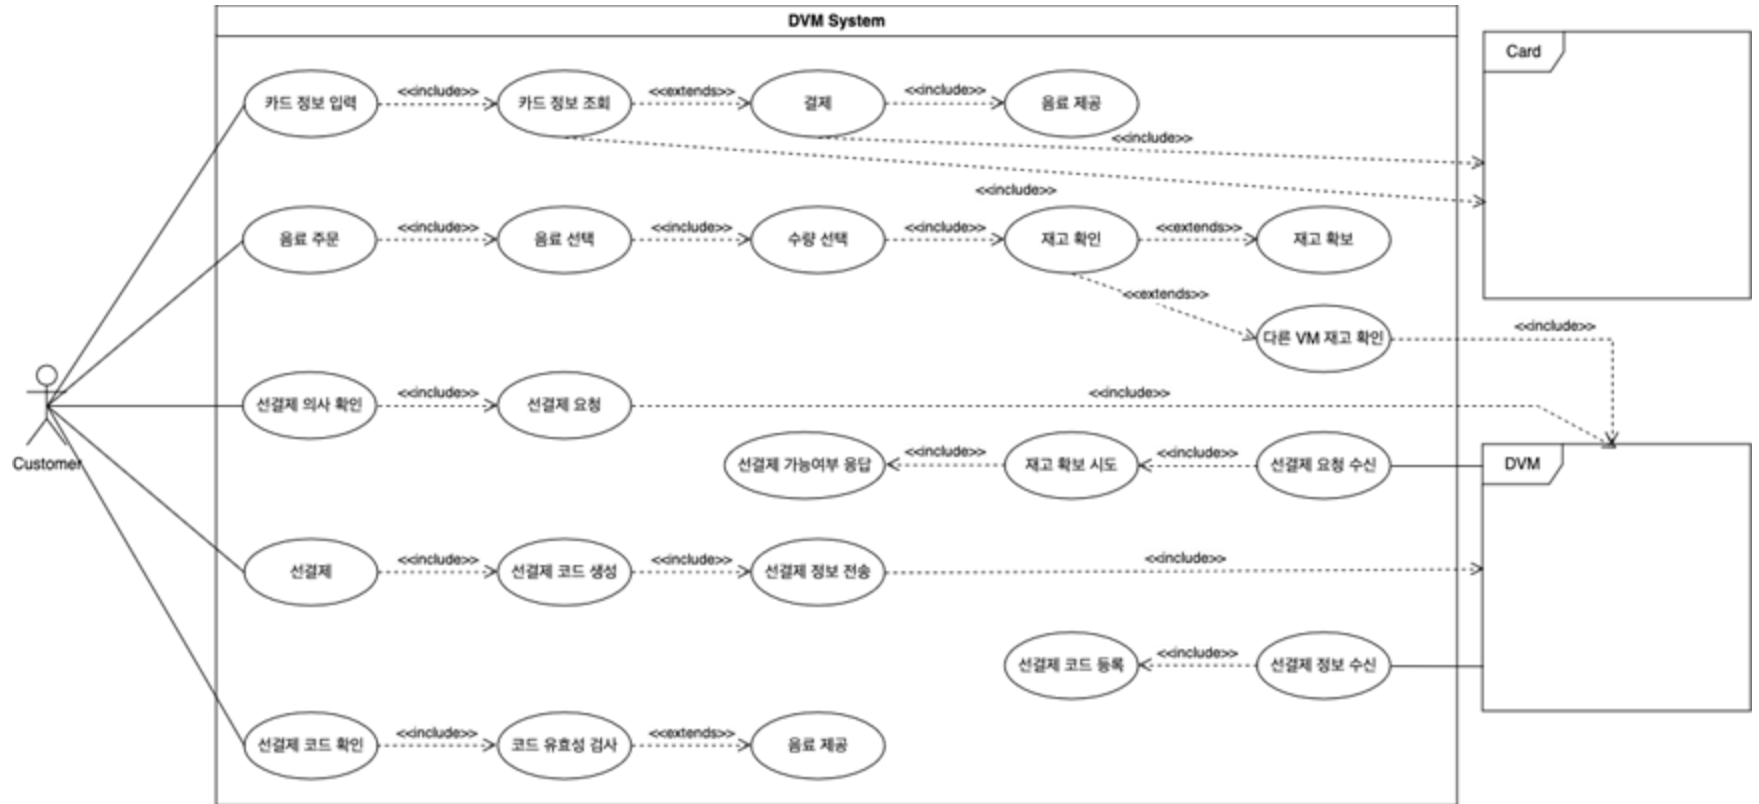 DVM System
Card
카드 정보 입력
<<include>>
카드 정보 조회
<<extends>>
결제
<<include>>
음료 제공
<<include>>
<<include>>
음료 주문
<<include>>
음료 선택
<<include>>
수량 선택
<<include>>
재고 확인
<<extends>>
재고 확보
<<extends>>
다른 VM 재고 확인
<<include>>
선결제 의사 확인
<<include>>
선결제 요청
<<include>>
Customer
선결제 가능여부 응답
<<include>>
재고 확보 시도
<<include>>
선결제 요청 수신
DVM
선결제
<<include>>
선결제 코드 생성
<<include>>
선결제 정보 전송
<<include>>
선결제 코드 등록
<<include>>
선결제 정보 수신
선결제 코드 확인
<<include>>
코드 유효성 검사
<<extends>>
음료 제공